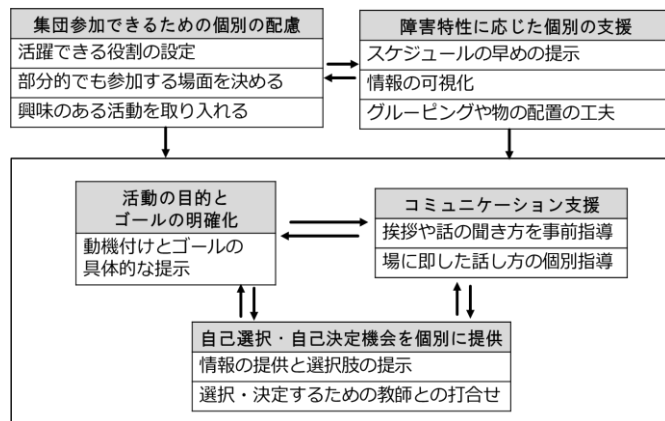 集団参加できるための個別の配慮
活躍できる役割の設定
部分的でも参加する場面を決める
興味のある活動を取り入れる
障害特性に応じた個別の支援
スケジュールの早めの提示
情報の可視化
グルーピングや物の配置の工夫
活動の目的と
ゴールの明確化
動機付けとゴールの
具体的な提示
コミュニケーション支援
挨拶や話の聞き方を事前指導
場に即した話し方の個別指導
自己選択・自己決定機会を個別に提供
情報の提供と選択肢の提示
選択・決定するための教師との打合せ